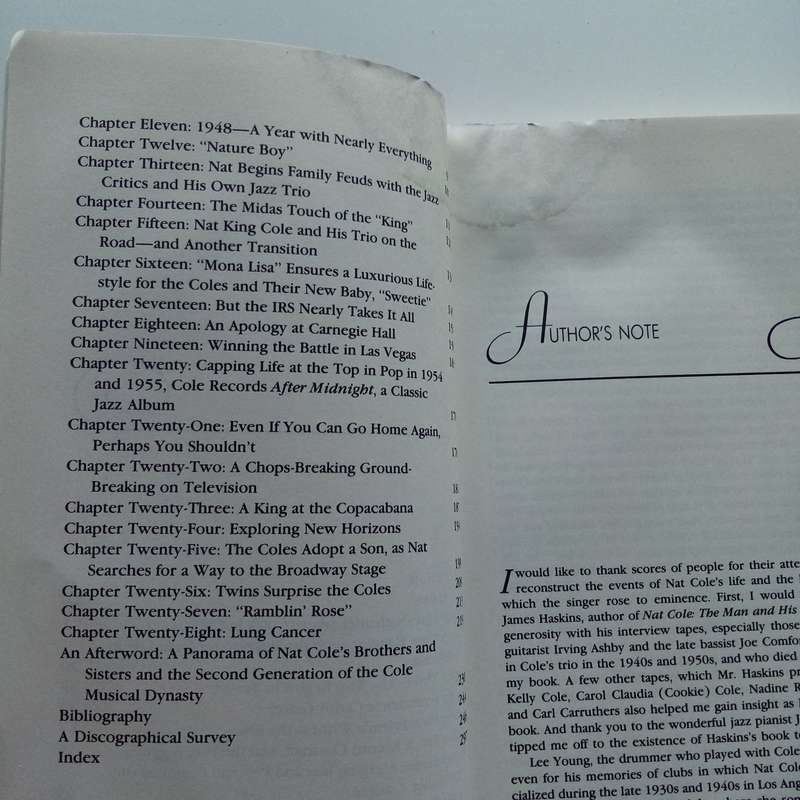 Chapter Eleven: 1948—A Year with Nearly Everything
Chapter Twelve: "Nature Boy"
Chapter Thirteen: Nat Begins Family Feuds with the Jazz
Critics and His Own Jazz Trio
Chapter Fourteen: The Midas Touch of the "King"
Chapter Fifteen: Nat King Cole and His Trio on the
Road—and Another Transition
Chapter Sixteen: "Mona Lisa" Ensures a Luxurious Life-
style for the Coles and Their New Baby, "Sweetie"
Chapter Seventeen: But the IRS Nearly Takes It All
Chapter Eighteen: An Apology at Carnegie Hall
Chapter Nineteen: Winning the Battle in Las Vegas
Chapter Twenty: Capping Life at the Top in Pop in 1954
and 1955, Cole Records After Midnight, a Classic
Jazz Album
Chapter Twenty-One: Even If You Can Go Home Again,
Perhaps You Shouldn't
Chapter Twenty-Two: A Chops-Breaking Ground-
Breaking on Television
Chapter Twenty-Three: A King at the Copacabana
Chapter Twenty-Four: Exploring New Horizons
Chapter Twenty-Five: The Coles Adopt a Son, as Nat
Searches for a Way to the Broadway Stage
Chapter Twenty-Six: Twins Surprise the Coles
Chapter Twenty-Seven: "Ramblin' Rose"
Chapter Twenty-Eight: Lung Cancer
An Afterword: A Panorama of Nat Cole's Brothers and
Sisters and the Second Generation of the Cole
Musical Dynasty
Bibliography
A Discographical Survey
Index
AUTHOR'S NOTE
I would like to thank scores of people for their
reconstruct the events of Nat Cole's life and the
which the singer rose to eminence. First, I would
James Haskins, author of Nat Cole: The Man and His
generosity with his interview tapes, especially those
guitarist Irving Ashby and the late bassist Joe
in Cole's trio in the 1940s and 1950s, and who died
my book. A few other tapes, which Mr. Haskins
Kelly Cole, Carol Claudia (Cookie) Cole, Nadine
and Carl Carruthers also helped me gain insight as
book. And thank you to the wonderful jazz pianist
tipped me off to the existence of Haskins's book
Lee Young, the drummer who played with Cole
even for his memories of clubs in which Nat
cialized during the late 1930s and 1940s in Los